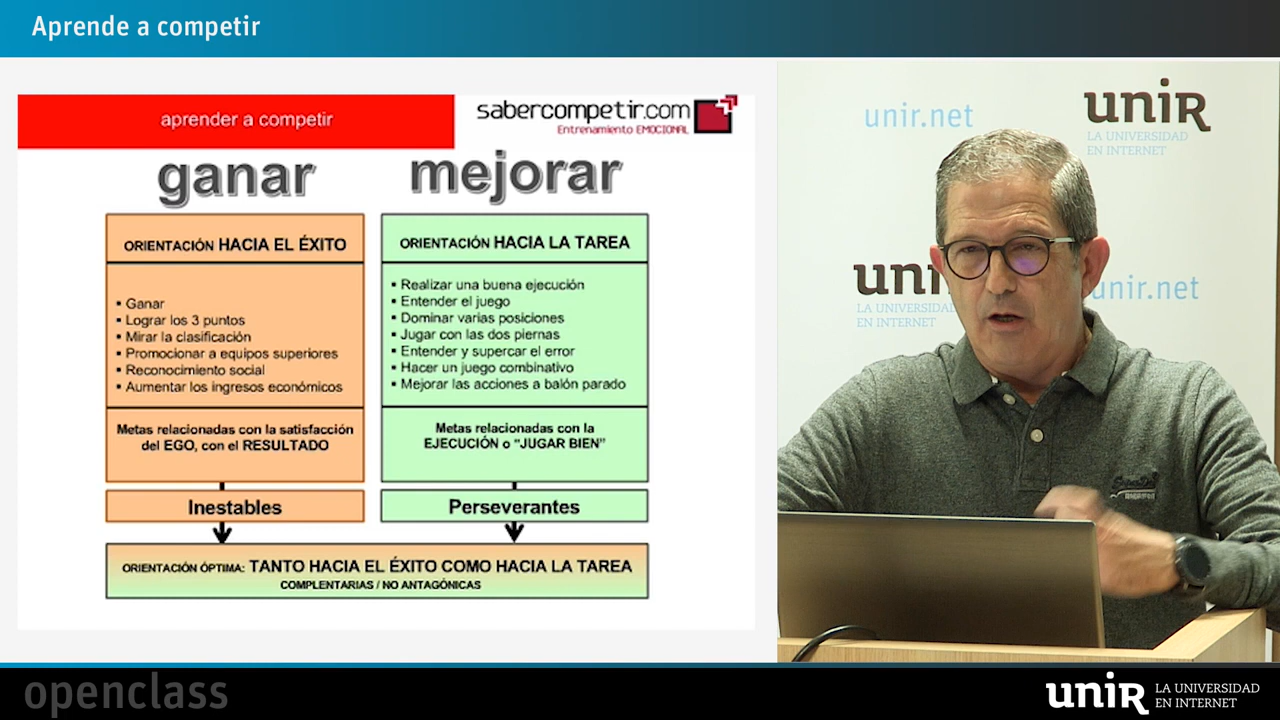 Aprende a competir
aprender a competir
sabercompetir.com
Entrenamiento EMOCIONAL
ganar
mejorar
ORIENTACIÓN HACIA EL ÉXITO
▪ Ganar
▪ Lograr los 3 puntos
▪ Mirar la clasificación
▪ Promocionar a equipos superiores
▪ Reconocimiento social
▪ Aumentar los ingresos económicos
Metas relacionadas con la satisfacción
del EGO, con el RESULTADO
Inestables
ORIENTACIÓN HACIA LA TAREA
▪ Realizar una buena ejecución
▪ Entender el juego
▪ Dominar varias posiciones
▪ Jugar con las dos piernas
▪ Entender y supercar el error
▪ Hacer un juego combinativo
▪ Mejorar las acciones a balón parado
Metas relacionadas con la
EJECUCIÓN o “JUGAR BIEN”
Perseverantes
ORIENTACIÓN ÓPTIMA: TANTO HACIA EL ÉXITO COMO HACIA LA TAREA
COMPLENTARIAS / NO ANTAGÓNICAS
unir.net
unir
LA UNIVERSIDAD
EN INTERNET
uni
LA UNIVERSIDAD
EN INTERNET
unir.net
openclass
unir
LA UNIVERSIDAD
EN INTERNET